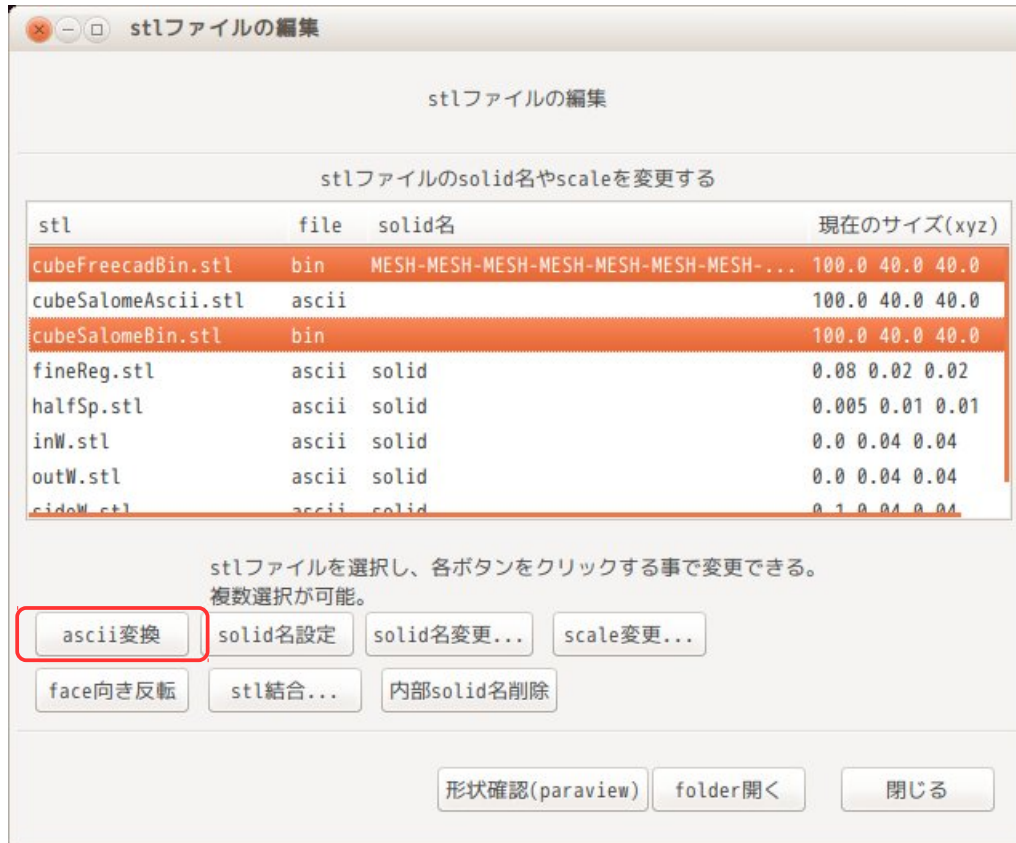 stlファイルの編集
stlファイルの編集
stlファイルのsolid名やscaleを変更する
stl file solid名 現在のサイズ(xyz)
cubeFreecadBin.stl bin MESH-MESH-MESH-MESH-MESH-MESH-MESH-... 100.0 40.0 40.0
cubeSalomeAscii.stl ascii 100.0 40.0 40.0
cubeSalomeBin.stl bin 100.0 40.0 40.0
fineReg.stl ascii solid 0.08 0.02 0.02
halfSp.stl ascii solid 0.005 0.01 0.01
inW.stl ascii solid 0.0 0.04 0.04
outW.stl ascii solid 0.0 0.04 0.04
sideW.stl ascii solid 0.1 0.04 0.04
stlファイルを選択し、各ボタンをクリックする事で変更できる。
複数選択が可能。
ascii変換 solid名設定 solid名変更... scale変更...
face向き反転 stl結合... 内部solid名削除
形状確認(paraview) folder開く 閉じる